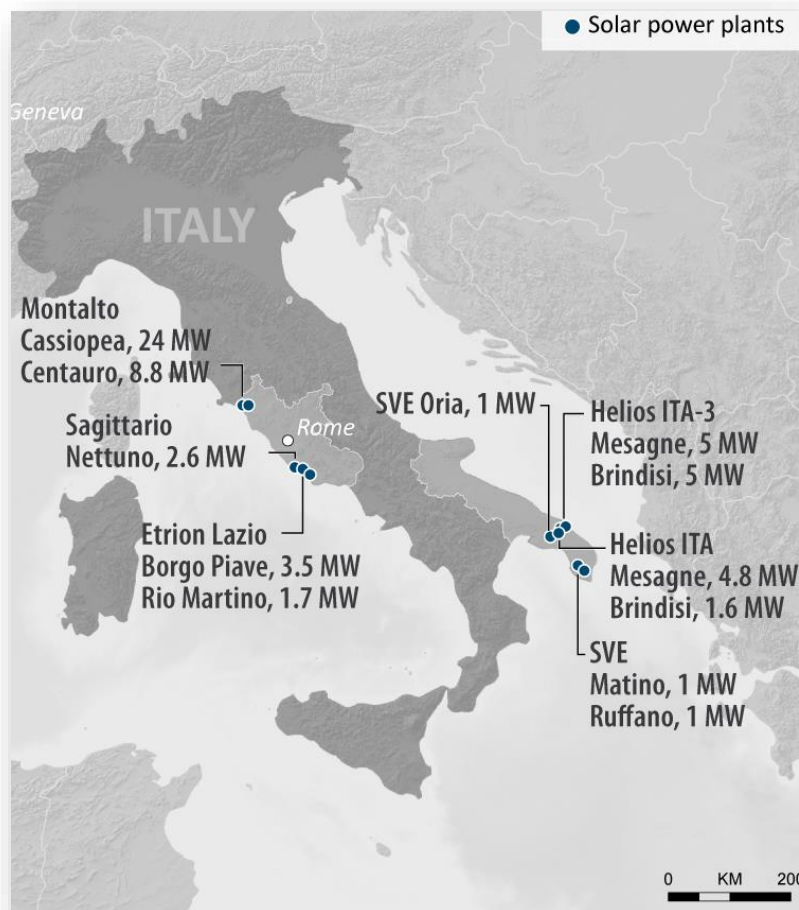 Solar power plants
Geneva
ITALY
Montalto
Cassiopea, 24 MW
Centauro, 8.8 MW
Sagittario
Nettuno, 2.6 MW
Rome
Etrion Lazio
Borgo Piave, 3.5 MW
Rio Martino, 1.7 MW
SVE Oria, 1 MW
Helios ITA-3
Mesagne, 5 MW
Brindisi, 5 MW
Helios ITA
Mesagne, 4.8 MW
Brindisi, 1.6 MW
SVE
Matino, 1 MW
Ruffano, 1 MW
0 KM 200